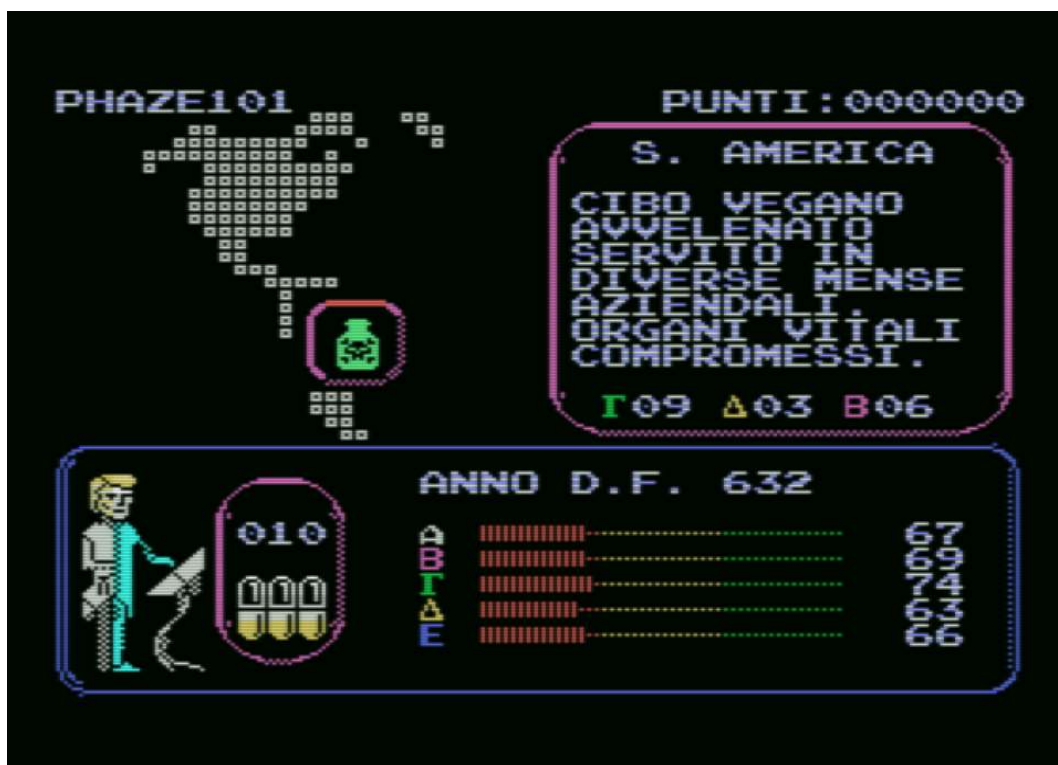 PHAZE101
PUNTI:000000
S. AMERICA
CIBO VEGANO
AVVELENATO
SERVITO IN
DIVERSE MENSE
AZIENDALI.
ORGANI VITALI
COMPROMESSI.
Γ09 Δ03 B06
ANNO D.F. 632
010
A 67
B 69
Γ 74
Δ 63
E 66